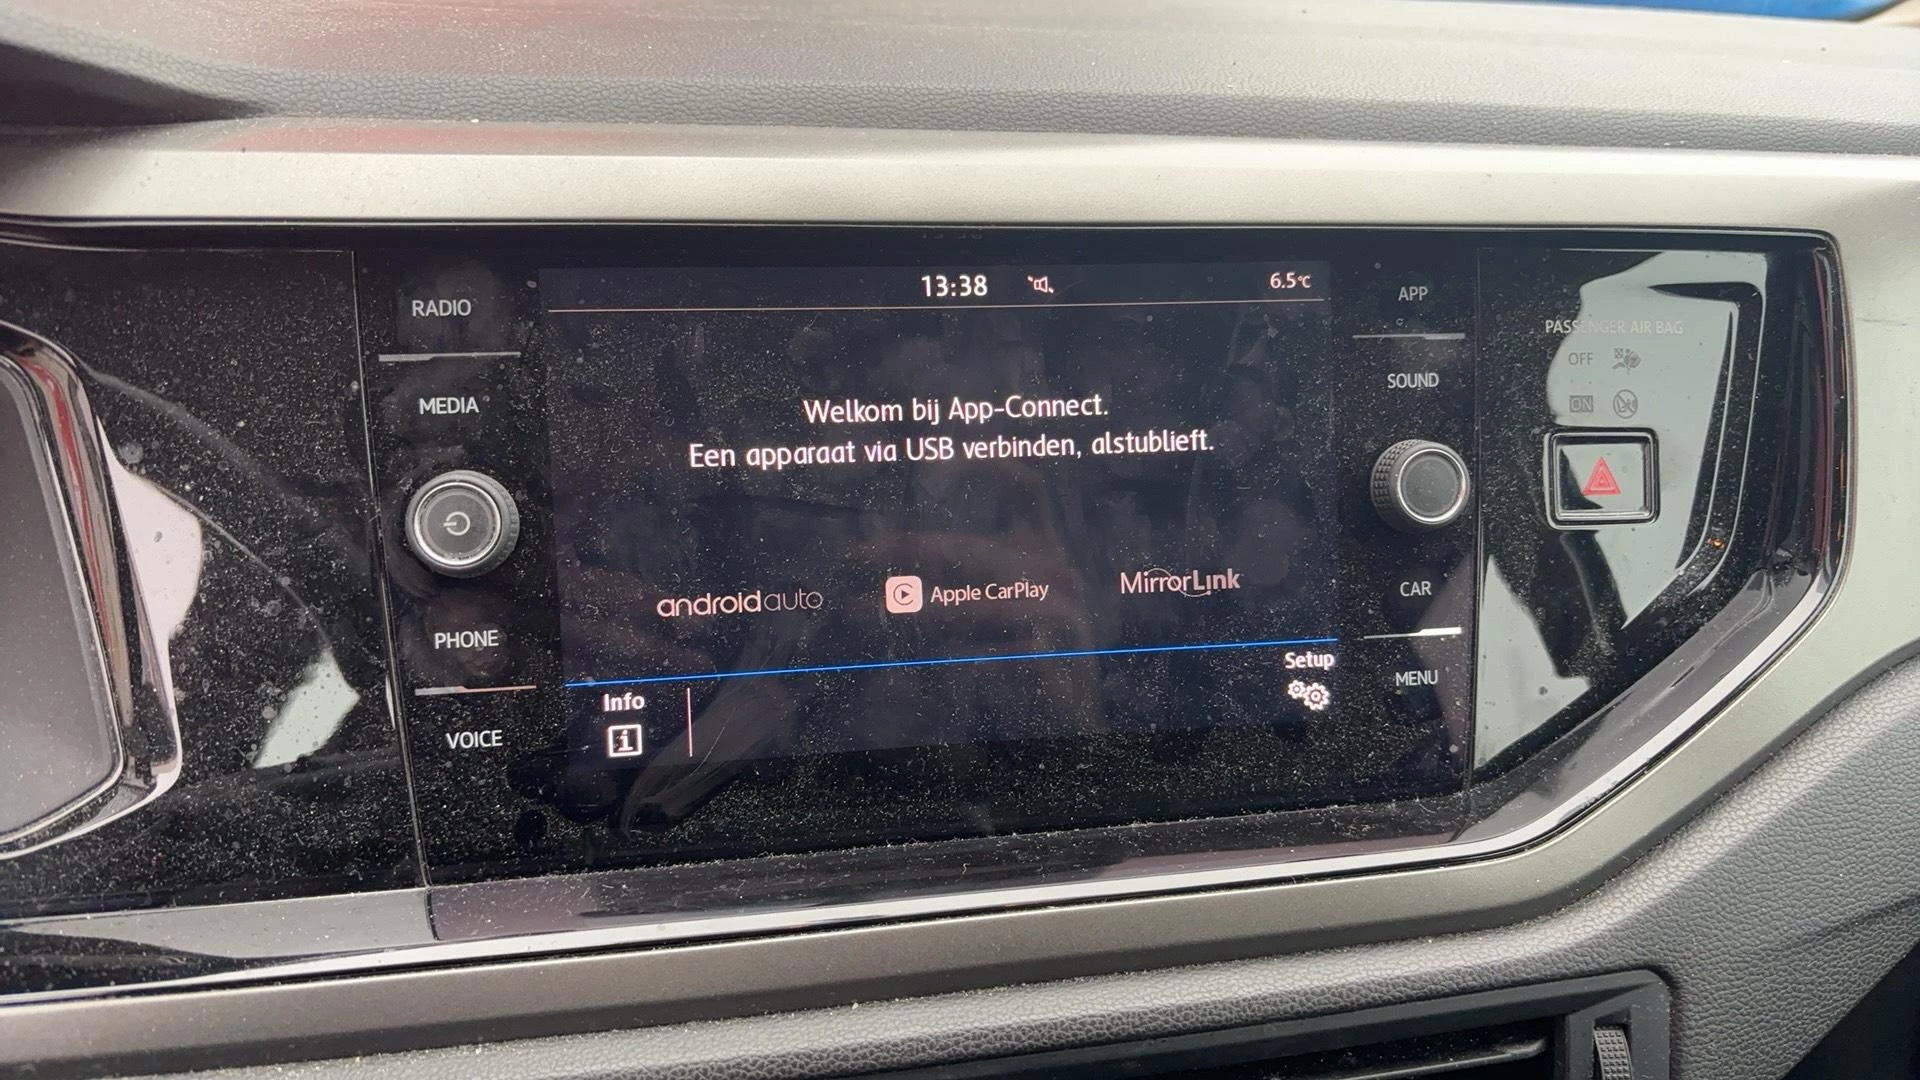 RADIO
MEDIA
PHONE
VOICE
13:38
6.5°C
Welkom bij App-Connect.
Een apparaat via USB verbinden, alstublieft.
androidauto
Apple CarPlay
MirrorLink
Info
i
Setup
APP
SOUND
CAR
MENU
PASSENGER AIR BAG
OFF
ON